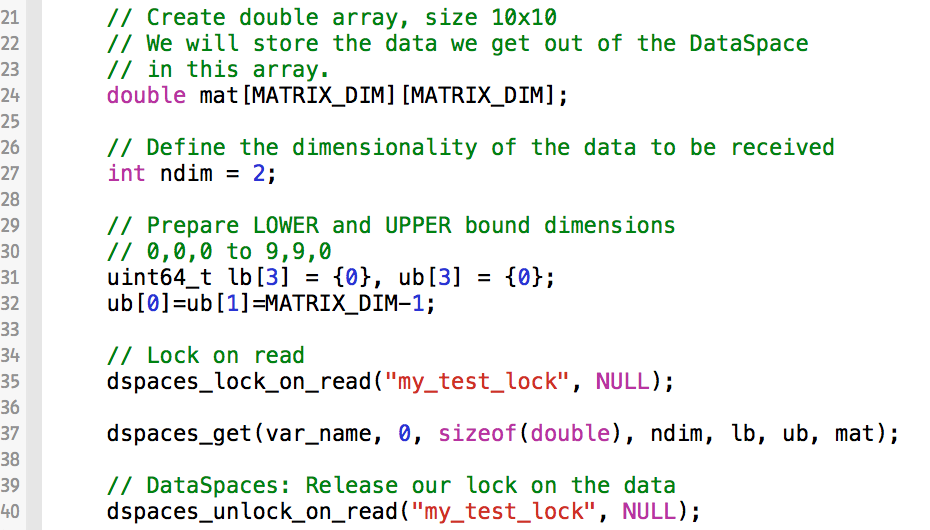 21 // Create double array, size 10x10
22 // We will store the data we get out of the DataSpace
23 // in this array.
24 double mat[MATRIX_DIM][MATRIX_DIM];
25
26 // Define the dimensionality of the data to be received
27 int ndim = 2;
28
29 // Prepare LOWER and UPPER bound dimensions
30 // 0,0,0 to 9,9,0
31 uint64_t lb[3] = {0}, ub[3] = {0};
32 ub[0]=ub[1]=MATRIX_DIM-1;
33
34 // Lock on read
35 dspaces_lock_on_read("my_test_lock", NULL);
36
37 dspaces_get(var_name, 0, sizeof(double), ndim, lb, ub, mat);
38
39 // DataSpaces: Release our lock on the data
40 dspaces_unlock_on_read("my_test_lock", NULL);